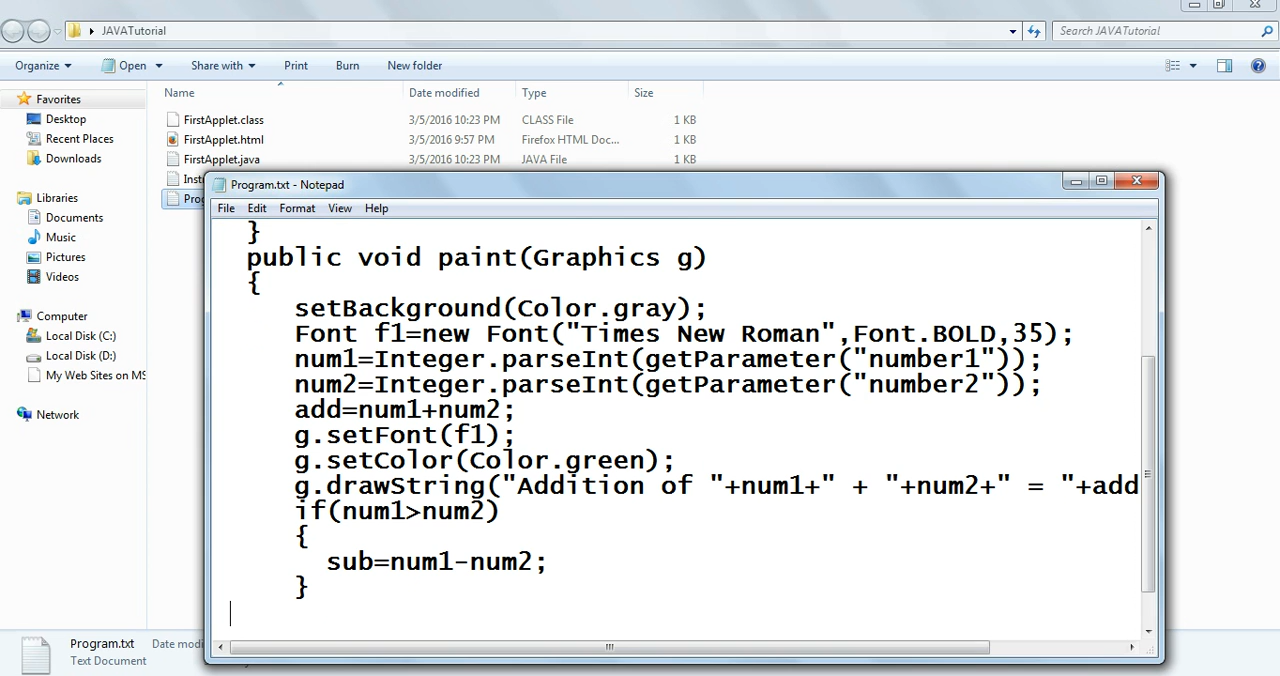 JAVATutorial
Search JAVATutorial
Organize Open Share with Print Burn New folder
Favorites
Desktop
Recent Places
Downloads
Libraries
Documents
Music
Pictures
Videos
Computer
Local Disk (C:)
Local Disk (D:)
My Web Sites on MS
Network
Name Date modified Type Size
FirstApplet.class 3/5/2016 10:23 PM CLASS File 1 KB
FirstApplet.html 3/5/2016 9:57 PM Firefox HTML Doc... 1 KB
FirstApplet.java 3/5/2016 10:23 PM JAVA File 1 KB
Program.txt - Notepad
File Edit Format View Help
}
public void paint(Graphics g)
{
setBackground(Color.gray);
Font f1=new Font("Times New Roman",Font.BOLD,35);
num1=Integer.parseInt(getParameter("number1"));
num2=Integer.parseInt(getParameter("number2"));
add=num1+num2;
g.setFont(f1);
g.setColor(Color.green);
g.drawString("Addition of "+num1+" + "+num2+" = "+add
if(num1>num2)
{
sub=num1-num2;
}
Program.txt Date modi
Text Document